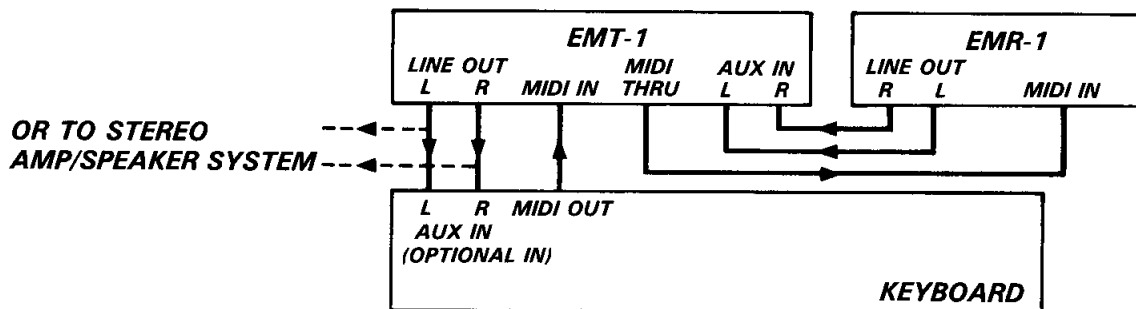 EMT-1
EMR-1
LINE OUT
L R
MIDI IN
MIDI
THRU
AUX IN
L R
LINE OUT
R L
MIDI IN
OR TO STEREO
AMP/SPEAKER SYSTEM
L R
MIDI OUT
AUX IN
(OPTIONAL IN)
KEYBOARD